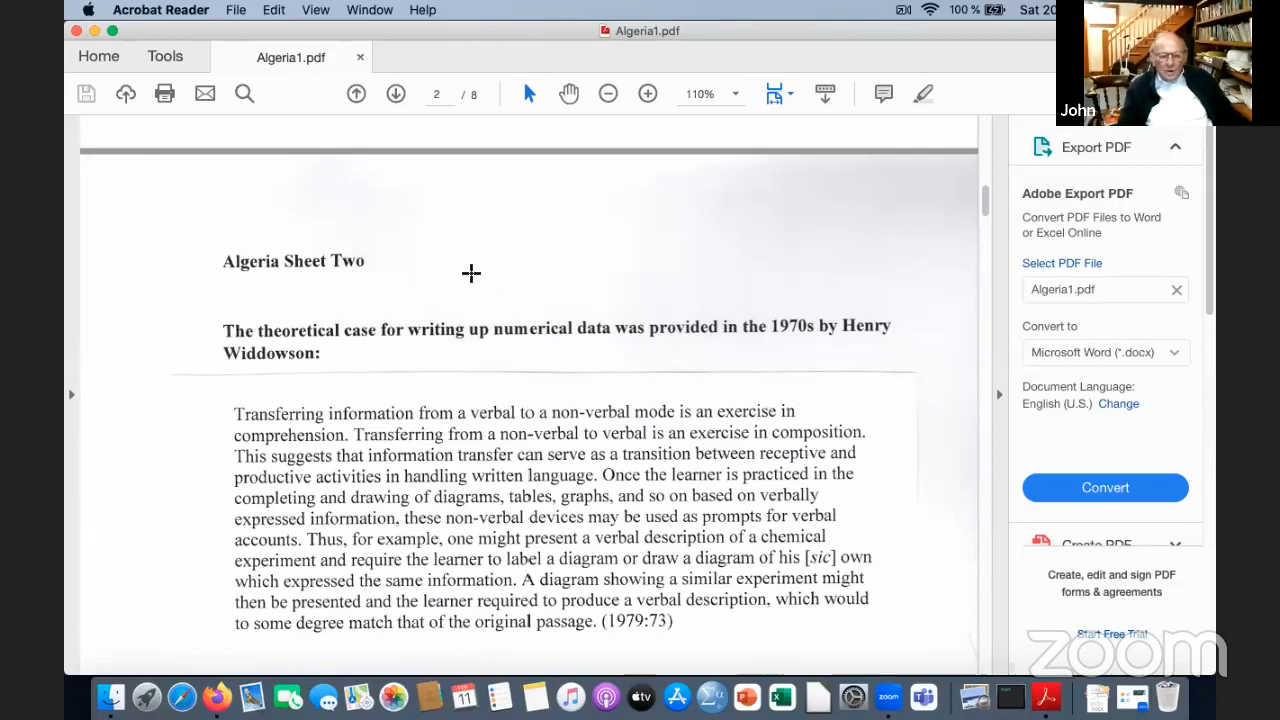 Acrobat Reader File Edit View Window Help 100 % Sat 20
Algeria1.pdf
Home Tools Algeria1.pdf
2 / 8 110%
John
Export PDF
Adobe Export PDF
Convert PDF Files to Word
or Excel Online
Select PDF File
Algeria1.pdf
Convert to
Microsoft Word (*.docx)
Document Language:
English (U.S.) Change
Convert
Create PDF
Create, edit and sign PDF
forms & agreements
Start Free Trial
Algeria Sheet Two
The theoretical case for writing up numerical data was provided in the 1970s by Henry
Widdowson:
Transferring information from a verbal to a non-verbal mode is an exercise in
comprehension. Transferring from a non-verbal to verbal is an exercise in composition.
This suggests that information transfer can serve as a transition between receptive and
productive activities in handling written language. Once the learner is practiced in the
completing and drawing of diagrams, tables, graphs, and so on based on verbally
expressed information, these non-verbal devices may be used as prompts for verbal
accounts. Thus, for example, one might present a verbal description of a chemical
experiment and require the learner to label a diagram or draw a diagram of his [sic] own
which expressed the same information. A diagram showing a similar experiment might
then be presented and the learner required to produce a verbal description, which would
to some degree match that of the original passage. (1979:73)
zoom
FEB
11
tv
zoom